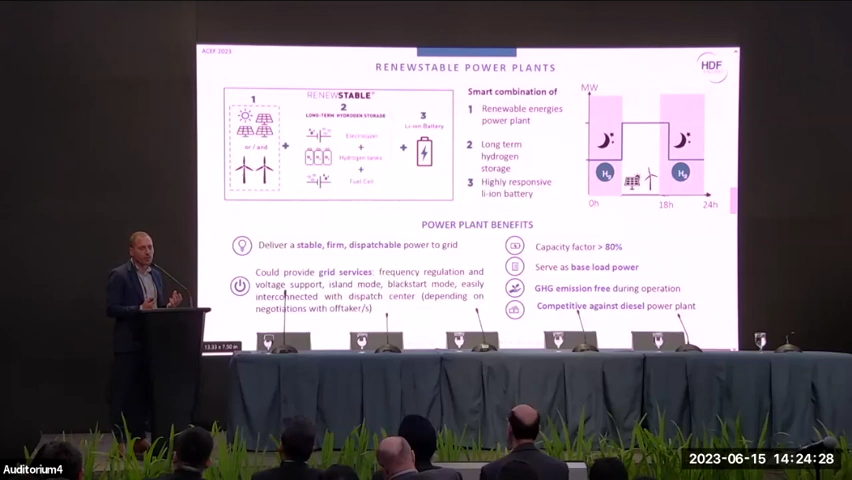 ACEF 2023
RENEWSTABLE POWER PLANTS
HDF
RENEWSTABLE
1
2
LONG-TERM HYDROGEN STORAGE
3
Li-ion Battery
or / and
+
Electrolyzer
+
Hydrogen tanks
+
Fuel Cell
+
Smart combination of
1 Renewable energies
power plant
2 Long term
hydrogen
storage
3 Highly responsive
li-ion battery
MW
H₂
H₂
0h
18h
24h
POWER PLANT BENEFITS
Deliver a stable, firm, dispatchable power to grid
Could provide grid services: frequency regulation and
voltage support, island mode, blackstart mode, easily
interconnected with dispatch center (depending on
negotiations with offtaker/s)
Capacity factor > 80%
Serve as base load power
GHG emission free during operation
Competitive against diesel power plant
13.33 x 7.50 in
Auditorium4
2023-06-15 14:24:28